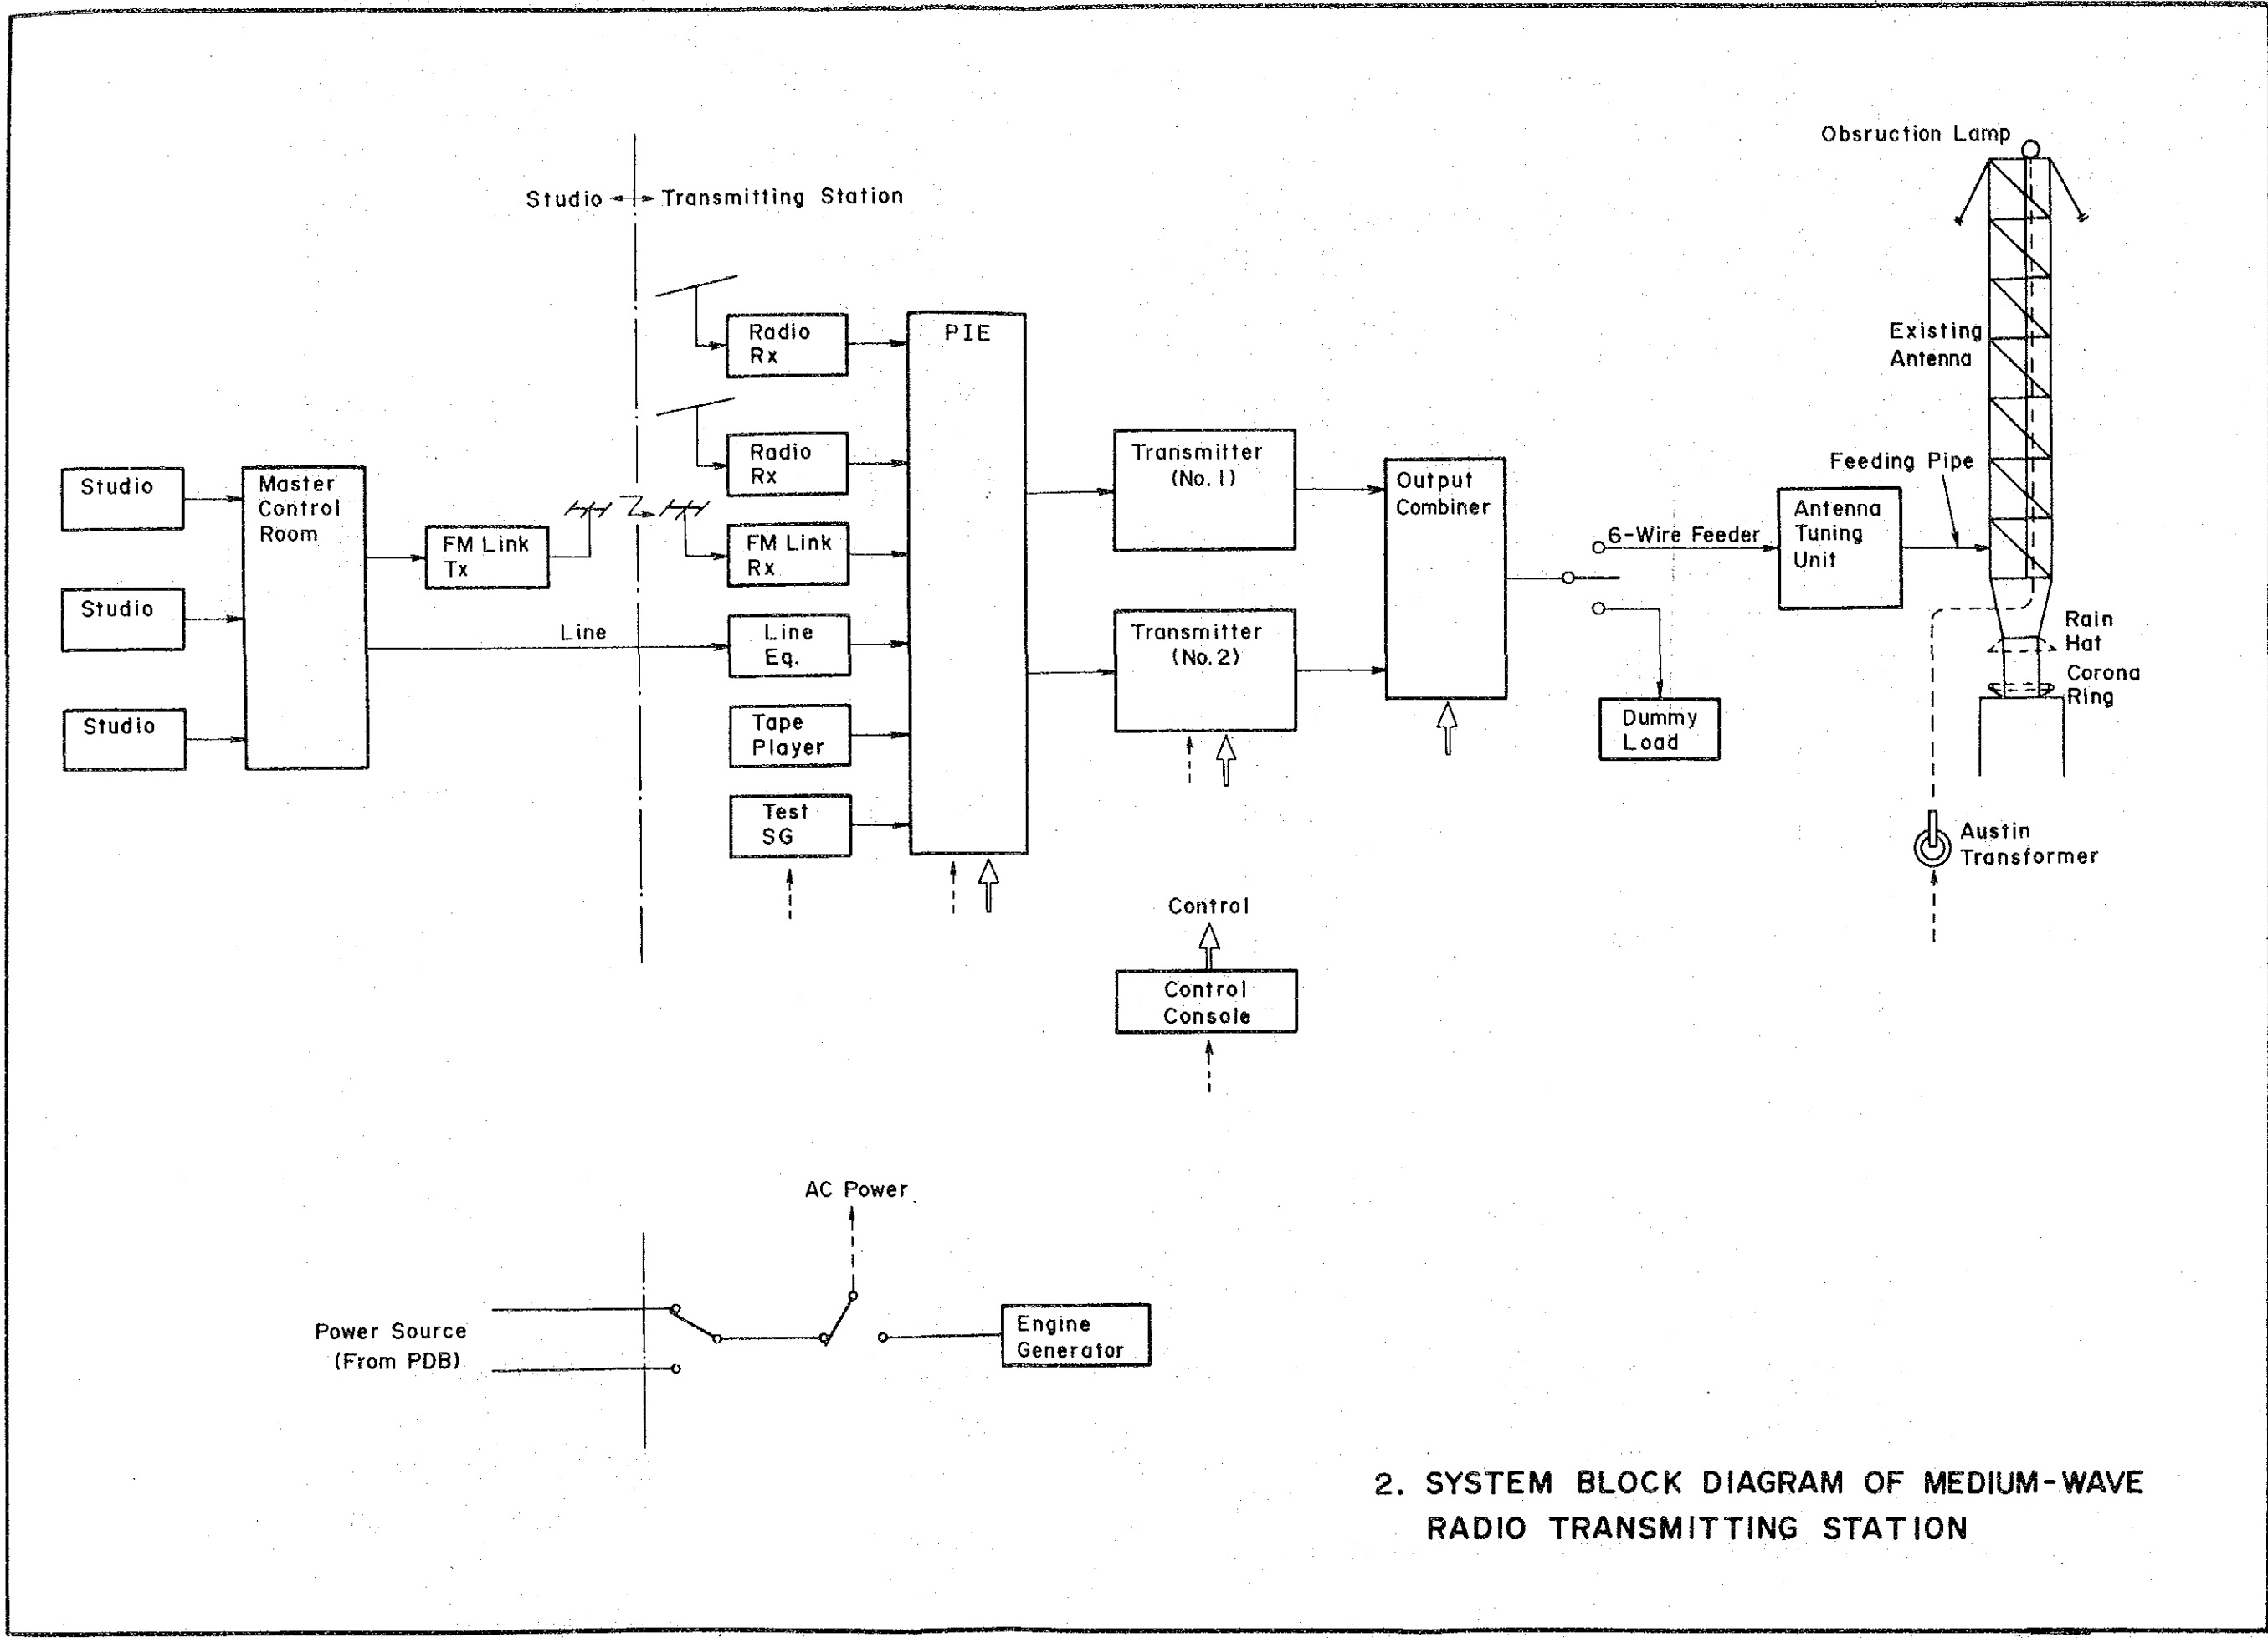 Obsruction Lamp
Studio
Transmitting Station
Radio
Rx
PIE
Existing
Antenna
Radio
Rx
Transmitter
(No. 1)
Feeding Pipe
Studio
Master
Control
Room
Output
Combiner
Antenna
Tuning
Unit
FM Link
Tx
FM Link
Rx
6-Wire Feeder
Studio
Line
Line
Eq.
Transmitter
(No. 2)
Rain
Hat
Corona
Ring
Studio
Tape
Player
Dummy
Load
Test
SG
Austin
Transformer
Control
Control
Console
AC Power
Power Source
(From PDB)
Engine
Generator
2. SYSTEM BLOCK DIAGRAM OF MEDIUM-WAVE
RADIO TRANSMITTING STATION